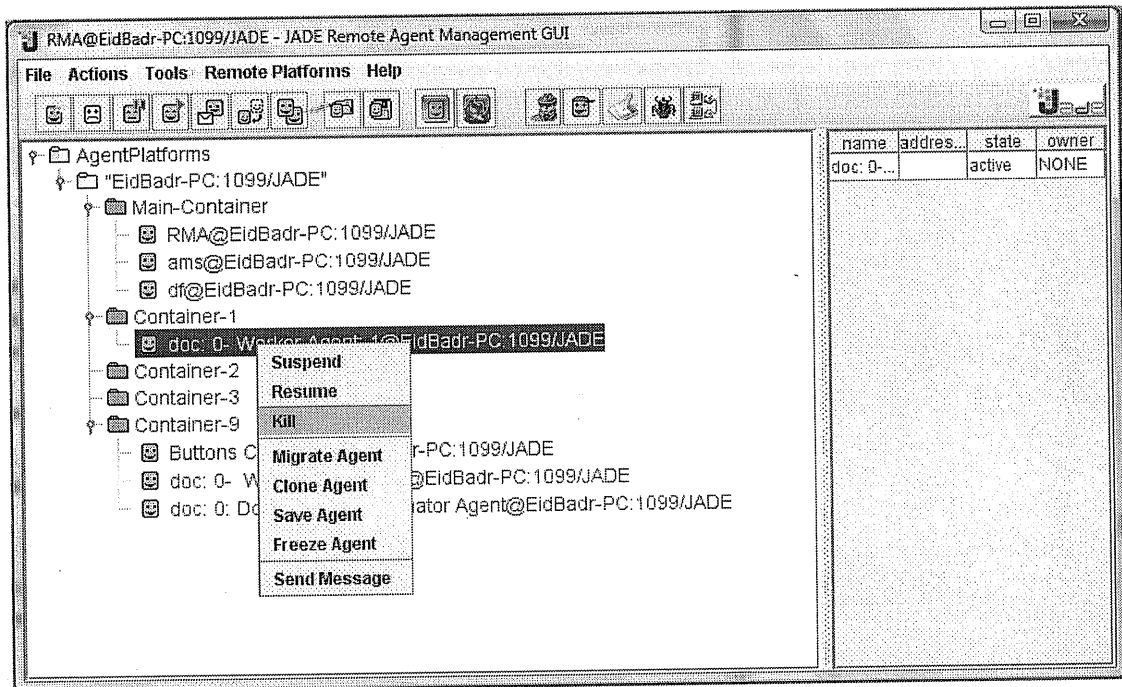 RMA@EidBadr-PC:1099/JADE - JADE Remote Agent Management GUI
File Actions Tools Remote Platforms Help
Jade
AgentPlatforms
"EidBadr-PC:1099/JADE"
Main-Container
RMA@EidBadr-PC:1099/JADE
ams@EidBadr-PC:1099/JADE
df@EidBadr-PC:1099/JADE
Container-1
doc: 0- Worker Agent: 1@EidBadr-PC:1099/JADE
Container-2
Container-3
Container-9
Buttons C r-PC:1099/JADE
doc: 0- W @EidBadr-PC:1099/JADE
doc: 0: Do ator Agent@EidBadr-PC:1099/JADE
Suspend
Resume
Kill
Migrate Agent
Clone Agent
Save Agent
Freeze Agent
Send Message
name addres... state owner
doc: 0-... active NONE